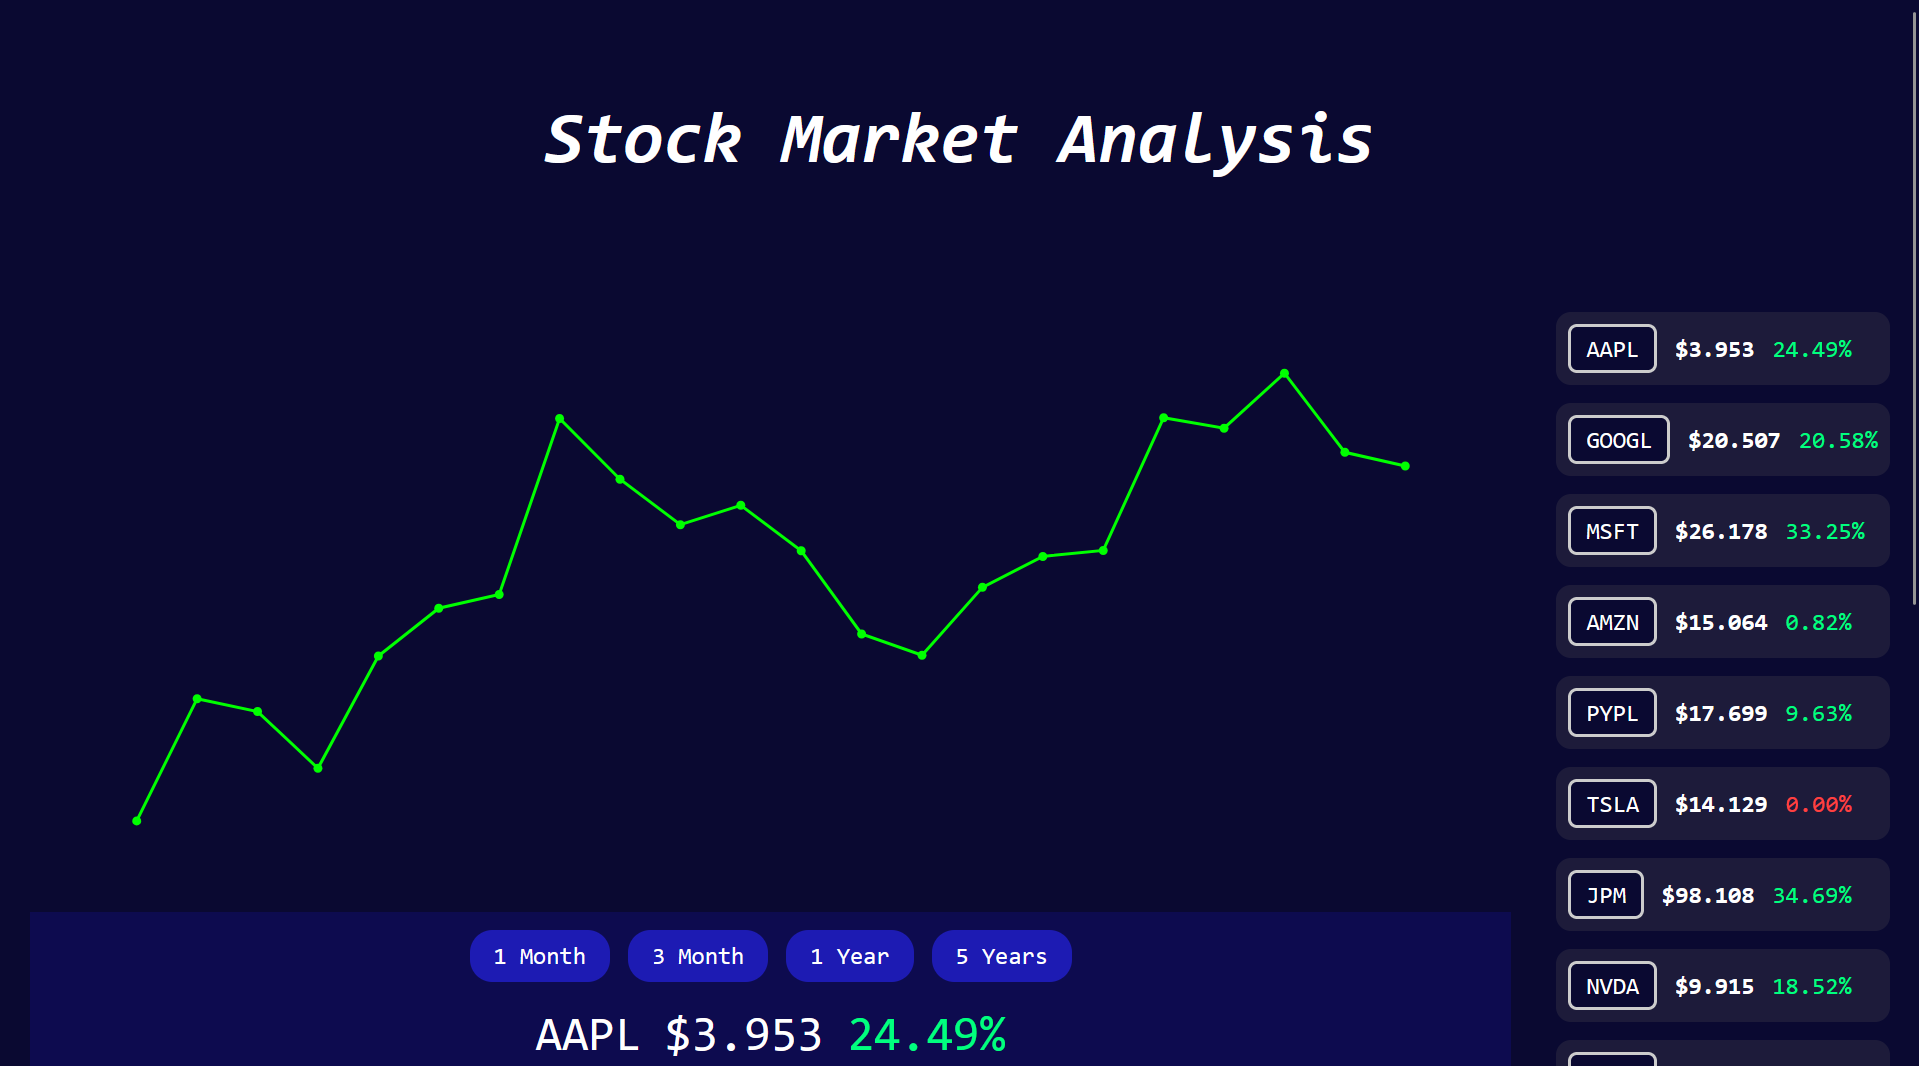 Stock Market Analysis
AAPL $3.953 24.49%
GOOGL $20.507 20.58%
MSFT $26.178 33.25%
AMZN $15.064 0.82%
PYPL $17.699 9.63%
TSLA $14.129 0.00%
JPM $98.108 34.69%
NVDA $9.915 18.52%
1 Month 3 Month 1 Year 5 Years
AAPL $3.953 24.49%